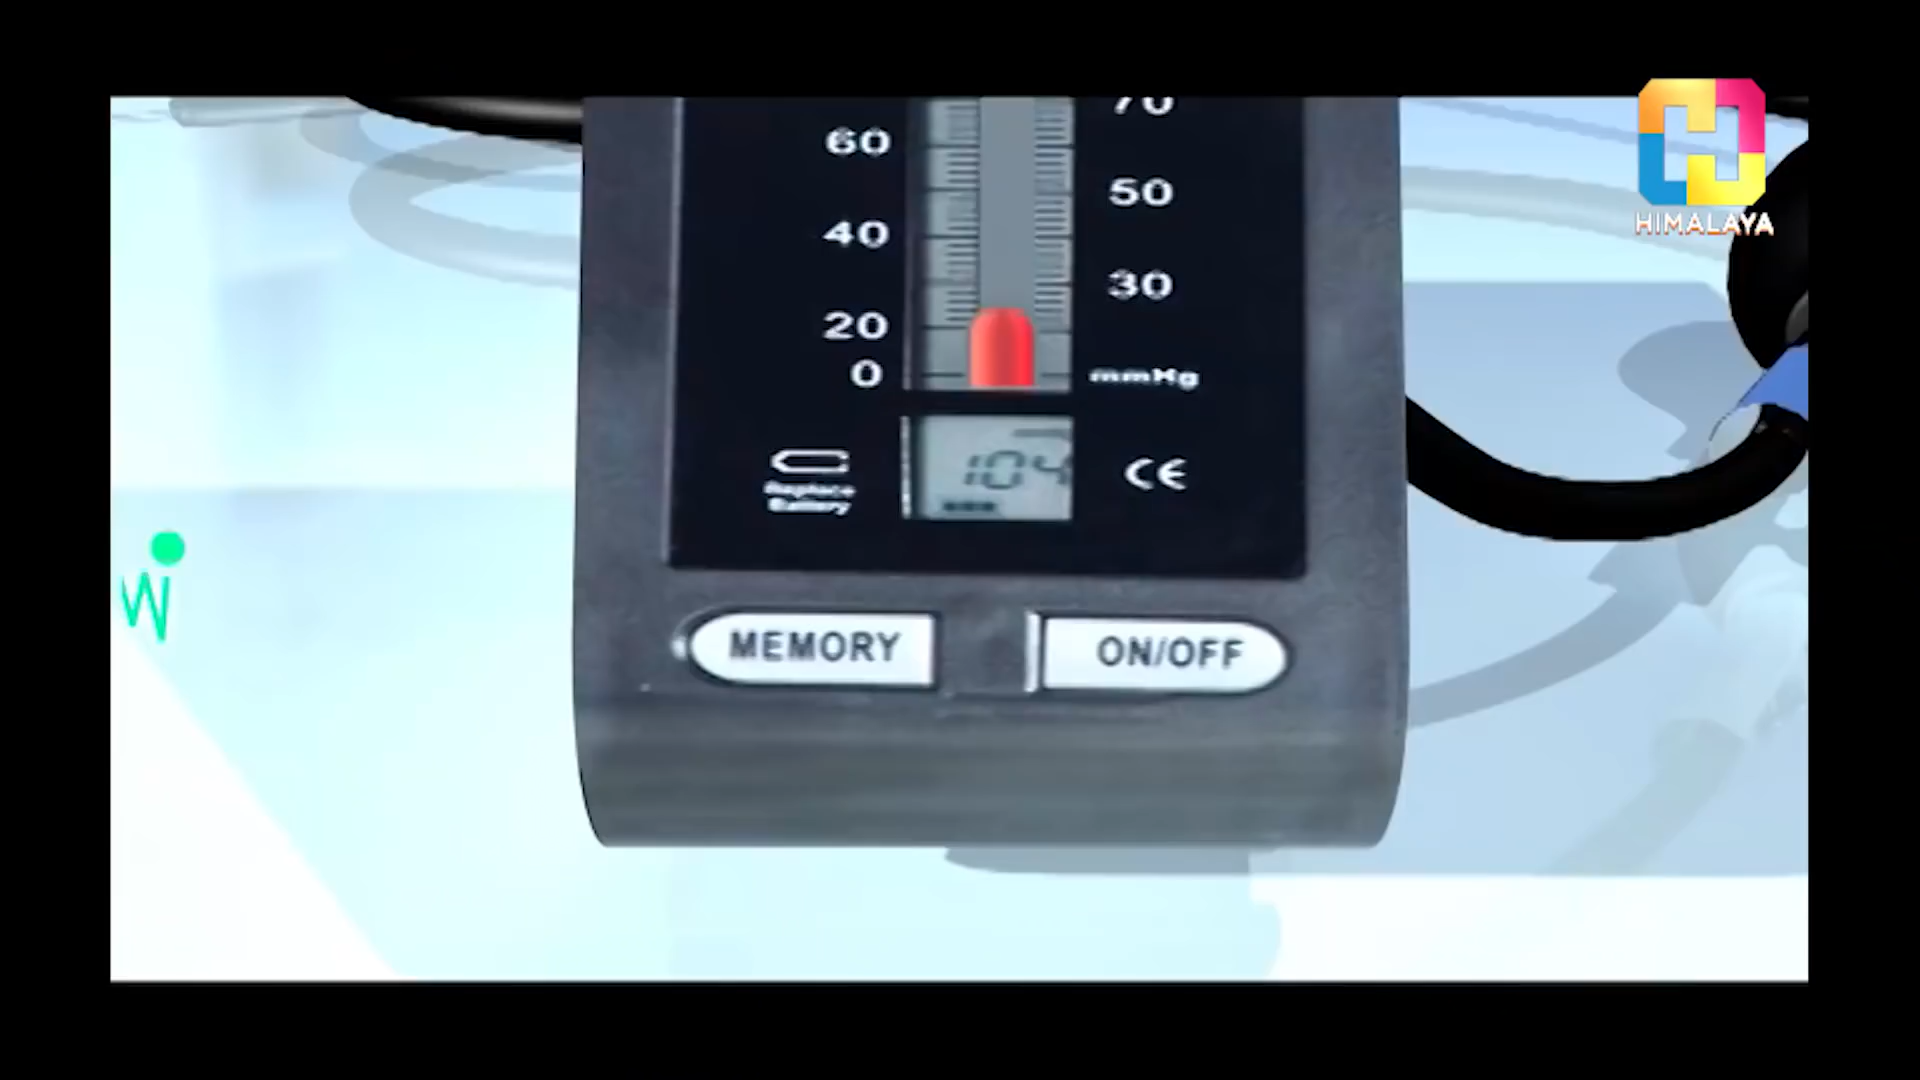 70
60
50
40
30
20
0
mmHg
104
Replace
Battery
CE
MEMORY
ON/OFF
HIMALAYA